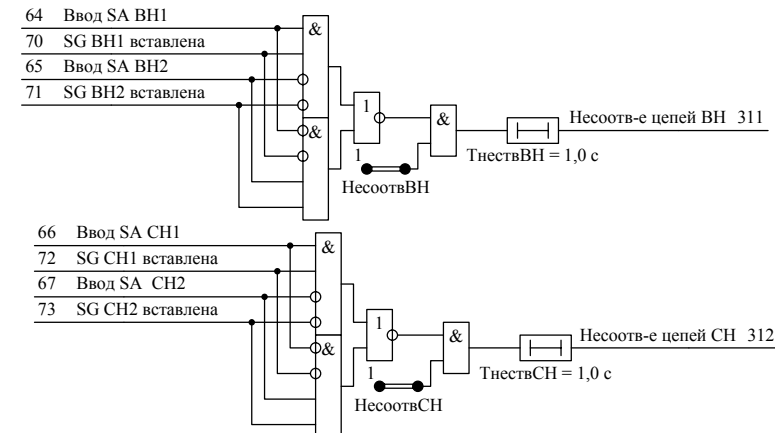 64 Ввод SA ВН1
&
70 SG ВН1 вставлена
65 Ввод SA ВН2
71 SG ВН2 вставлена
1
&
&
Несоотв-е цепей ВН 311
1
ТнествВН = 1,0 с
НесоотвВН
66 Ввод SA СН1
&
72 SG СН1 вставлена
67 Ввод SA СН2
73 SG СН2 вставлена
1
&
&
Несоотв-е цепей СН 312
1
ТнествСН = 1,0 с
НесоотвСН